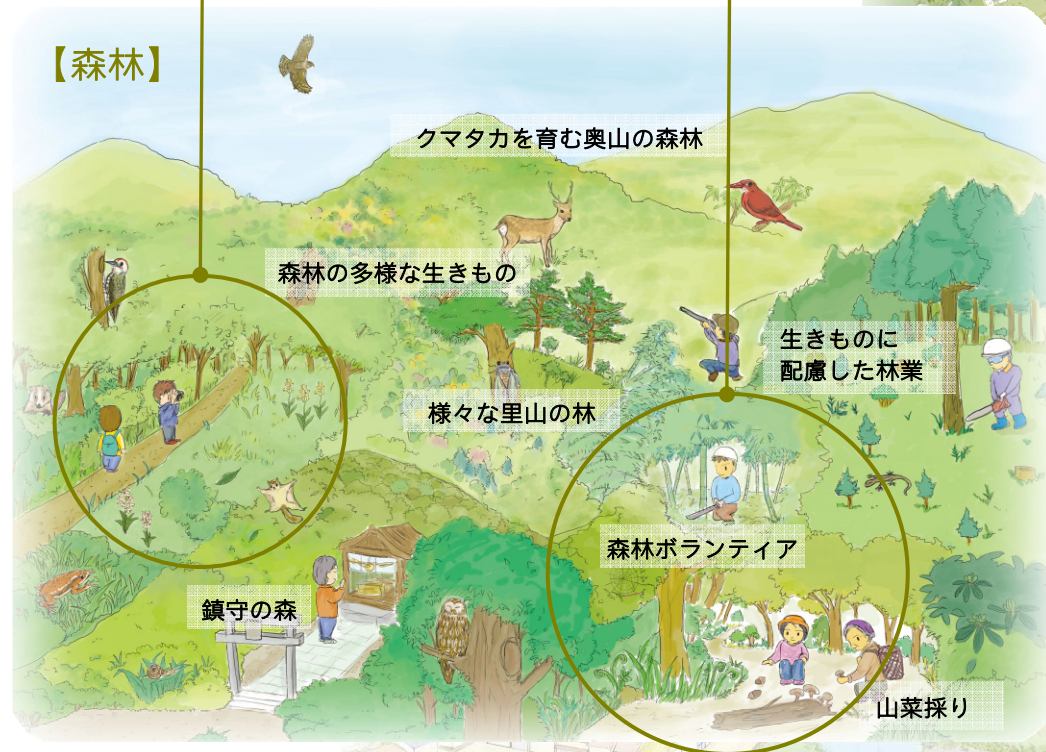 【森林】
クマタカを育む奥山の森林
森林の多様な生きもの
生きものに
配慮した林業
様々な里山の林
森林ボランティア
鎮守の森
山菜採り